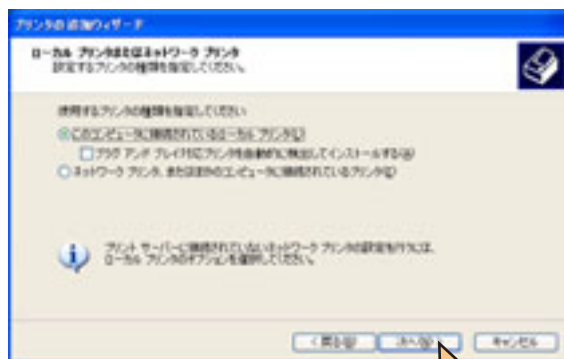 プリンタの追加ウィザード
ローカル プリンタまたはネットワーク プリンタ
設定するプリンタの種類を指定してください。
使用するプリンタの種類を指定してください
このコンピュータに接続されているローカル プリンタ(L)
プラグ アンド プレイ対応プリンタを自動的に検出してインストールする(A)
ネットワーク プリンタ、またはほかのコンピュータに接続されているプリンタ(E)
プリント サーバーに接続されていないネットワーク プリンタの設定を行うには、
ローカル プリンタのオプションを選択してください。
< 戻る(B) 次へ(N) > キャンセル